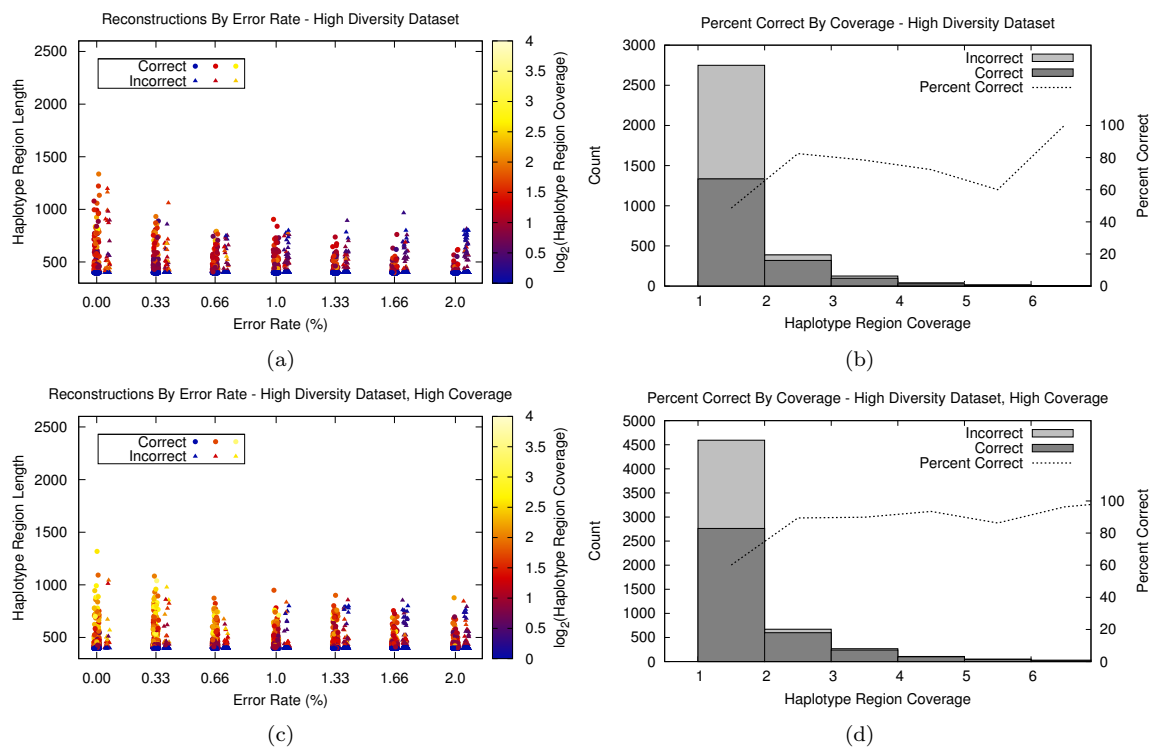 Reconstructions By Error Rate - High Diversity Dataset
Haplotype Region Length
2500
2000
1500
1000
500
Correct
Incorrect
0.00 0.33 0.66 1.0 1.33 1.66 2.0
Error Rate (%)
4
3.5
3
2.5
2
1.5
1
0.5
0
log2(Haplotype Region Coverage)
(a)
Percent Correct By Coverage - High Diversity Dataset
Count
3000
2500
2000
1500
1000
500
0
Incorrect
Correct
Percent Correct
100
80
60
40
20
0
Percent Correct
1 2 3 4 5 6
Haplotype Region Coverage
(b)
Reconstructions By Error Rate - High Diversity Dataset, High Coverage
Haplotype Region Length
2500
2000
1500
1000
500
Correct
Incorrect
0.00 0.33 0.66 1.0 1.33 1.66 2.0
Error Rate (%)
4
3.5
3
2.5
2
1.5
1
0.5
0
log2(Haplotype Region Coverage)
(c)
Percent Correct By Coverage - High Diversity Dataset, High Coverage
Count
5000
4500
4000
3500
3000
2500
2000
1500
1000
500
0
Incorrect
Correct
Percent Correct
100
80
60
40
20
0
Percent Correct
1 2 3 4 5 6
Haplotype Region Coverage
(d)